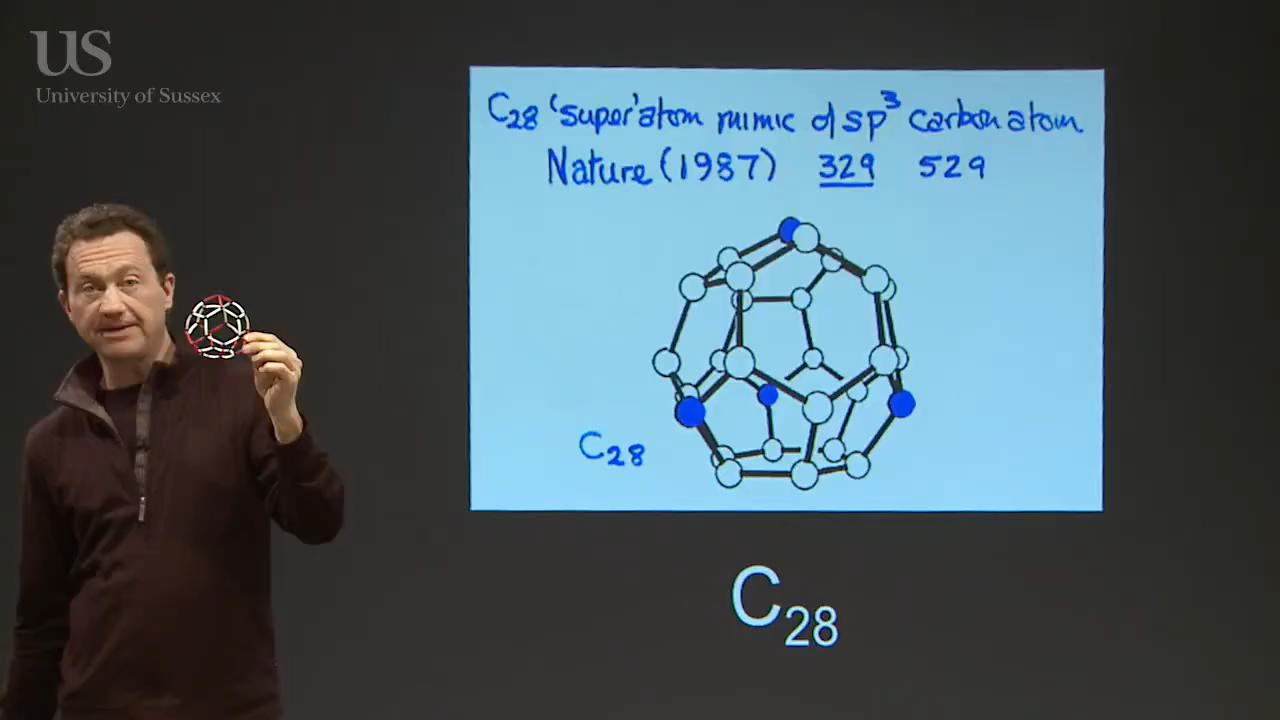 US
University of Sussex
C28 'super' atom mimic of sp3 carbon atom
Nature (1987) 329 529
C28
C28